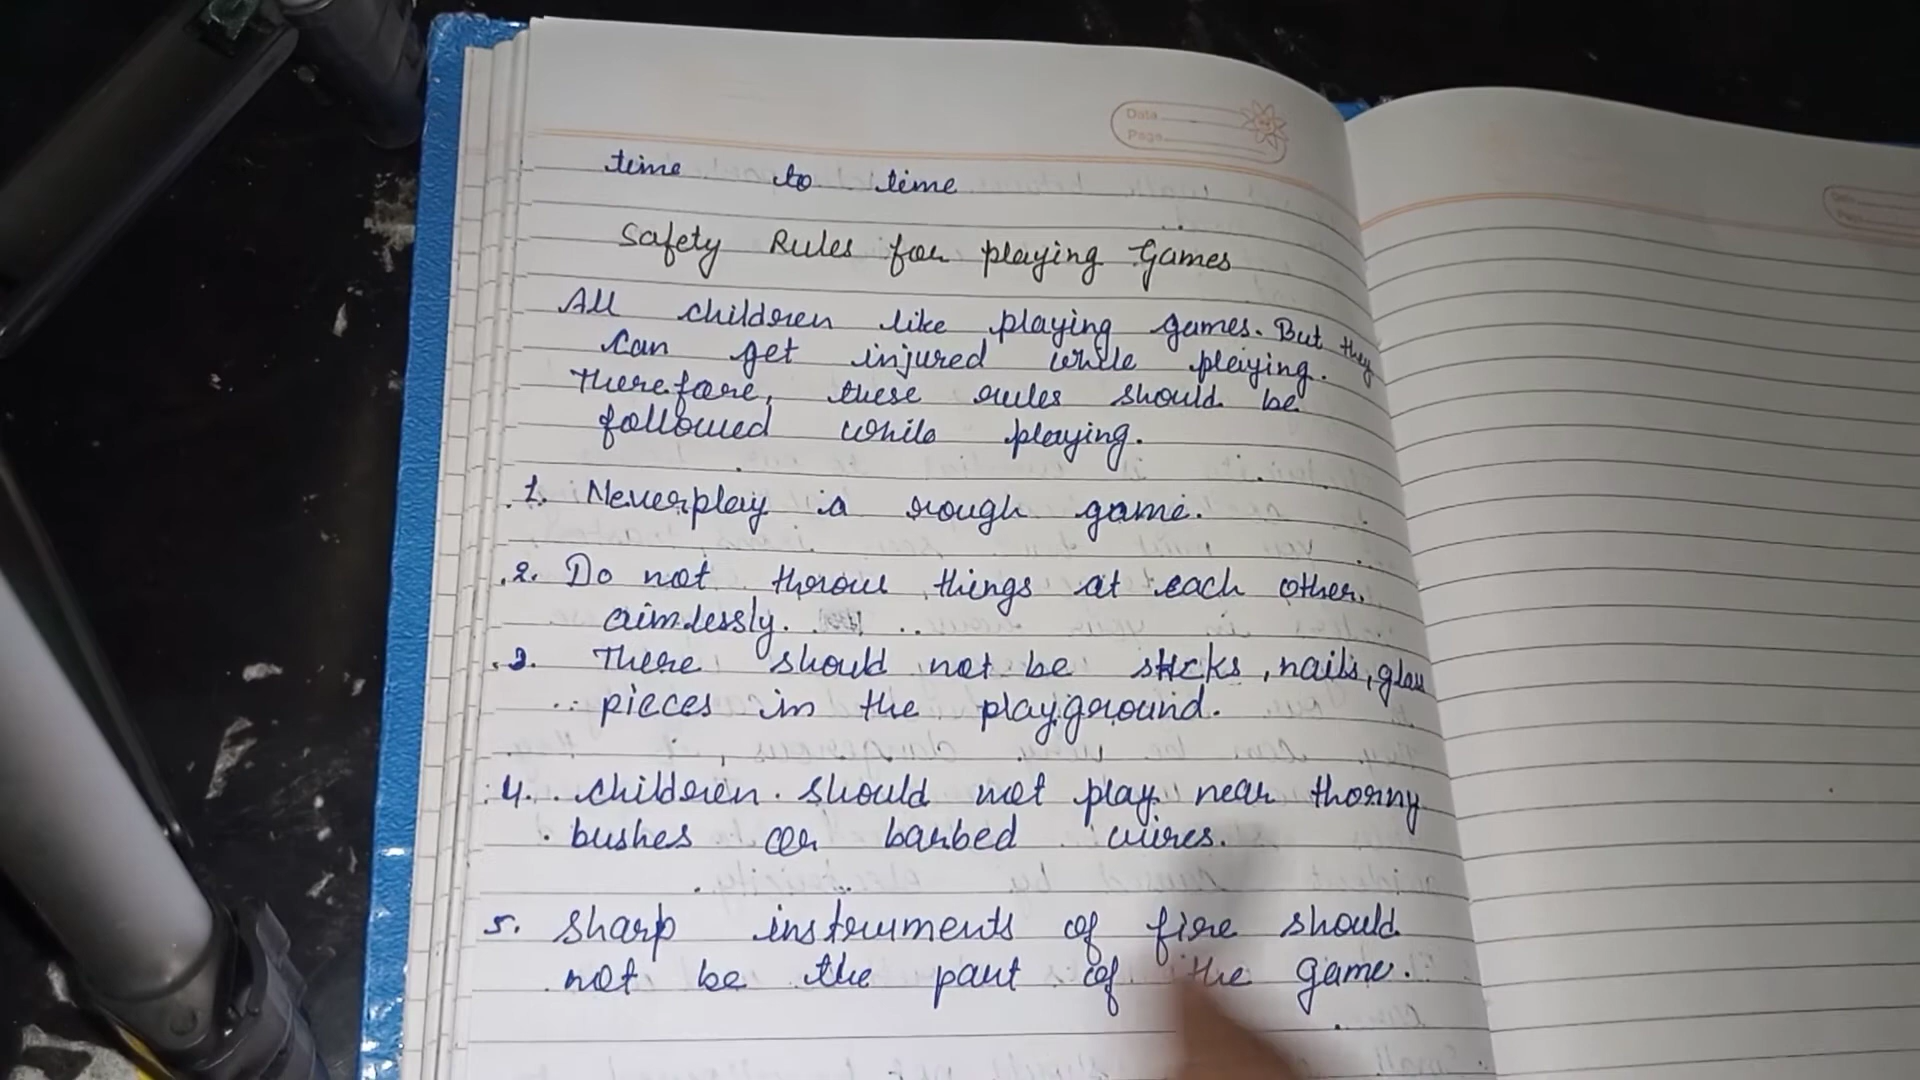 Date
Page
time to time
Safety Rules for playing Games
All children like playing games. But they
can get injured while playing.
Therefore, these rules should be
followed while playing.
1. Never play a rough game.
2. Do not throw things at each other.
aimlessly.
3. There should not be sticks, nails, glass
pieces in the playground.
4. children should not play near thorny
bushes or barbed wires.
5. Sharp instruments of fire should
not be the part of the game.